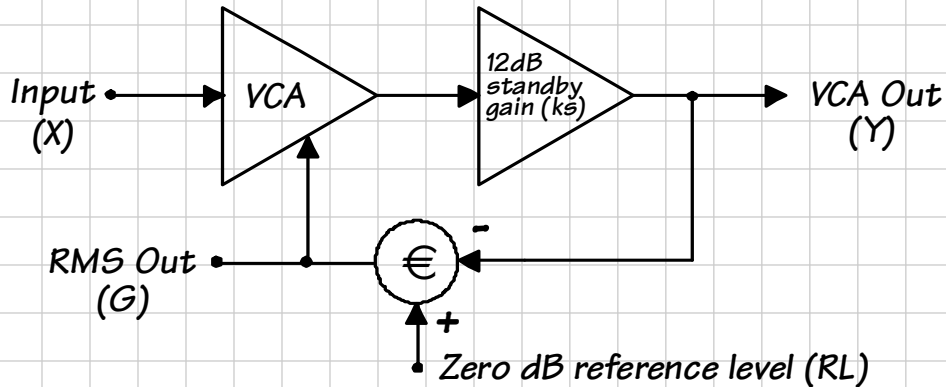 Input
(X)
VCA
12dB
standby
gain (ks)
VCA Out
(Y)
RMS Out
(G)
€
-
+
Zero dB reference level (RL)